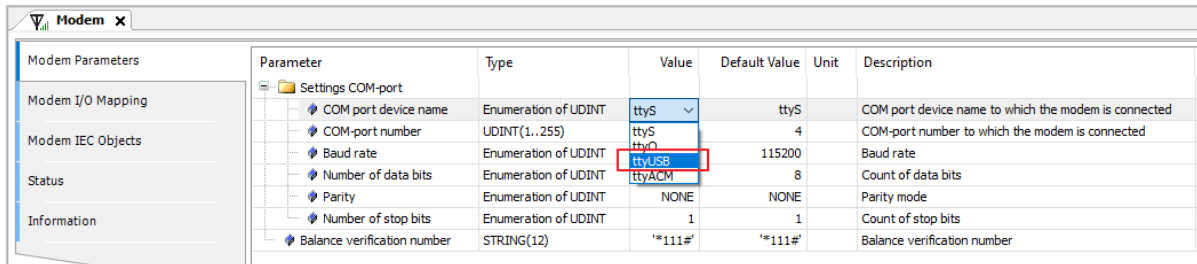 Modem x
Modem Parameters
Modem I/O Mapping
Modem IEC Objects
Status
Information
Parameter Type Value Default Value Unit Description
Settings COM-port
COM port device name Enumeration of UDINT ttyS ttyS COM port device name to which the modem is connected
COM-port number UDINT(1..255) ttyS 4 COM-port number to which the modem is connected
ttyO
Baud rate Enumeration of UDINT ttyUSB 115200 Baud rate
Number of data bits Enumeration of UDINT ttyACM 8 Count of data bits
Parity Enumeration of UDINT NONE NONE Parity mode
Number of stop bits Enumeration of UDINT 1 1 Count of stop bits
Balance verification number STRING(12) '*111#' '*111#' Balance verification number